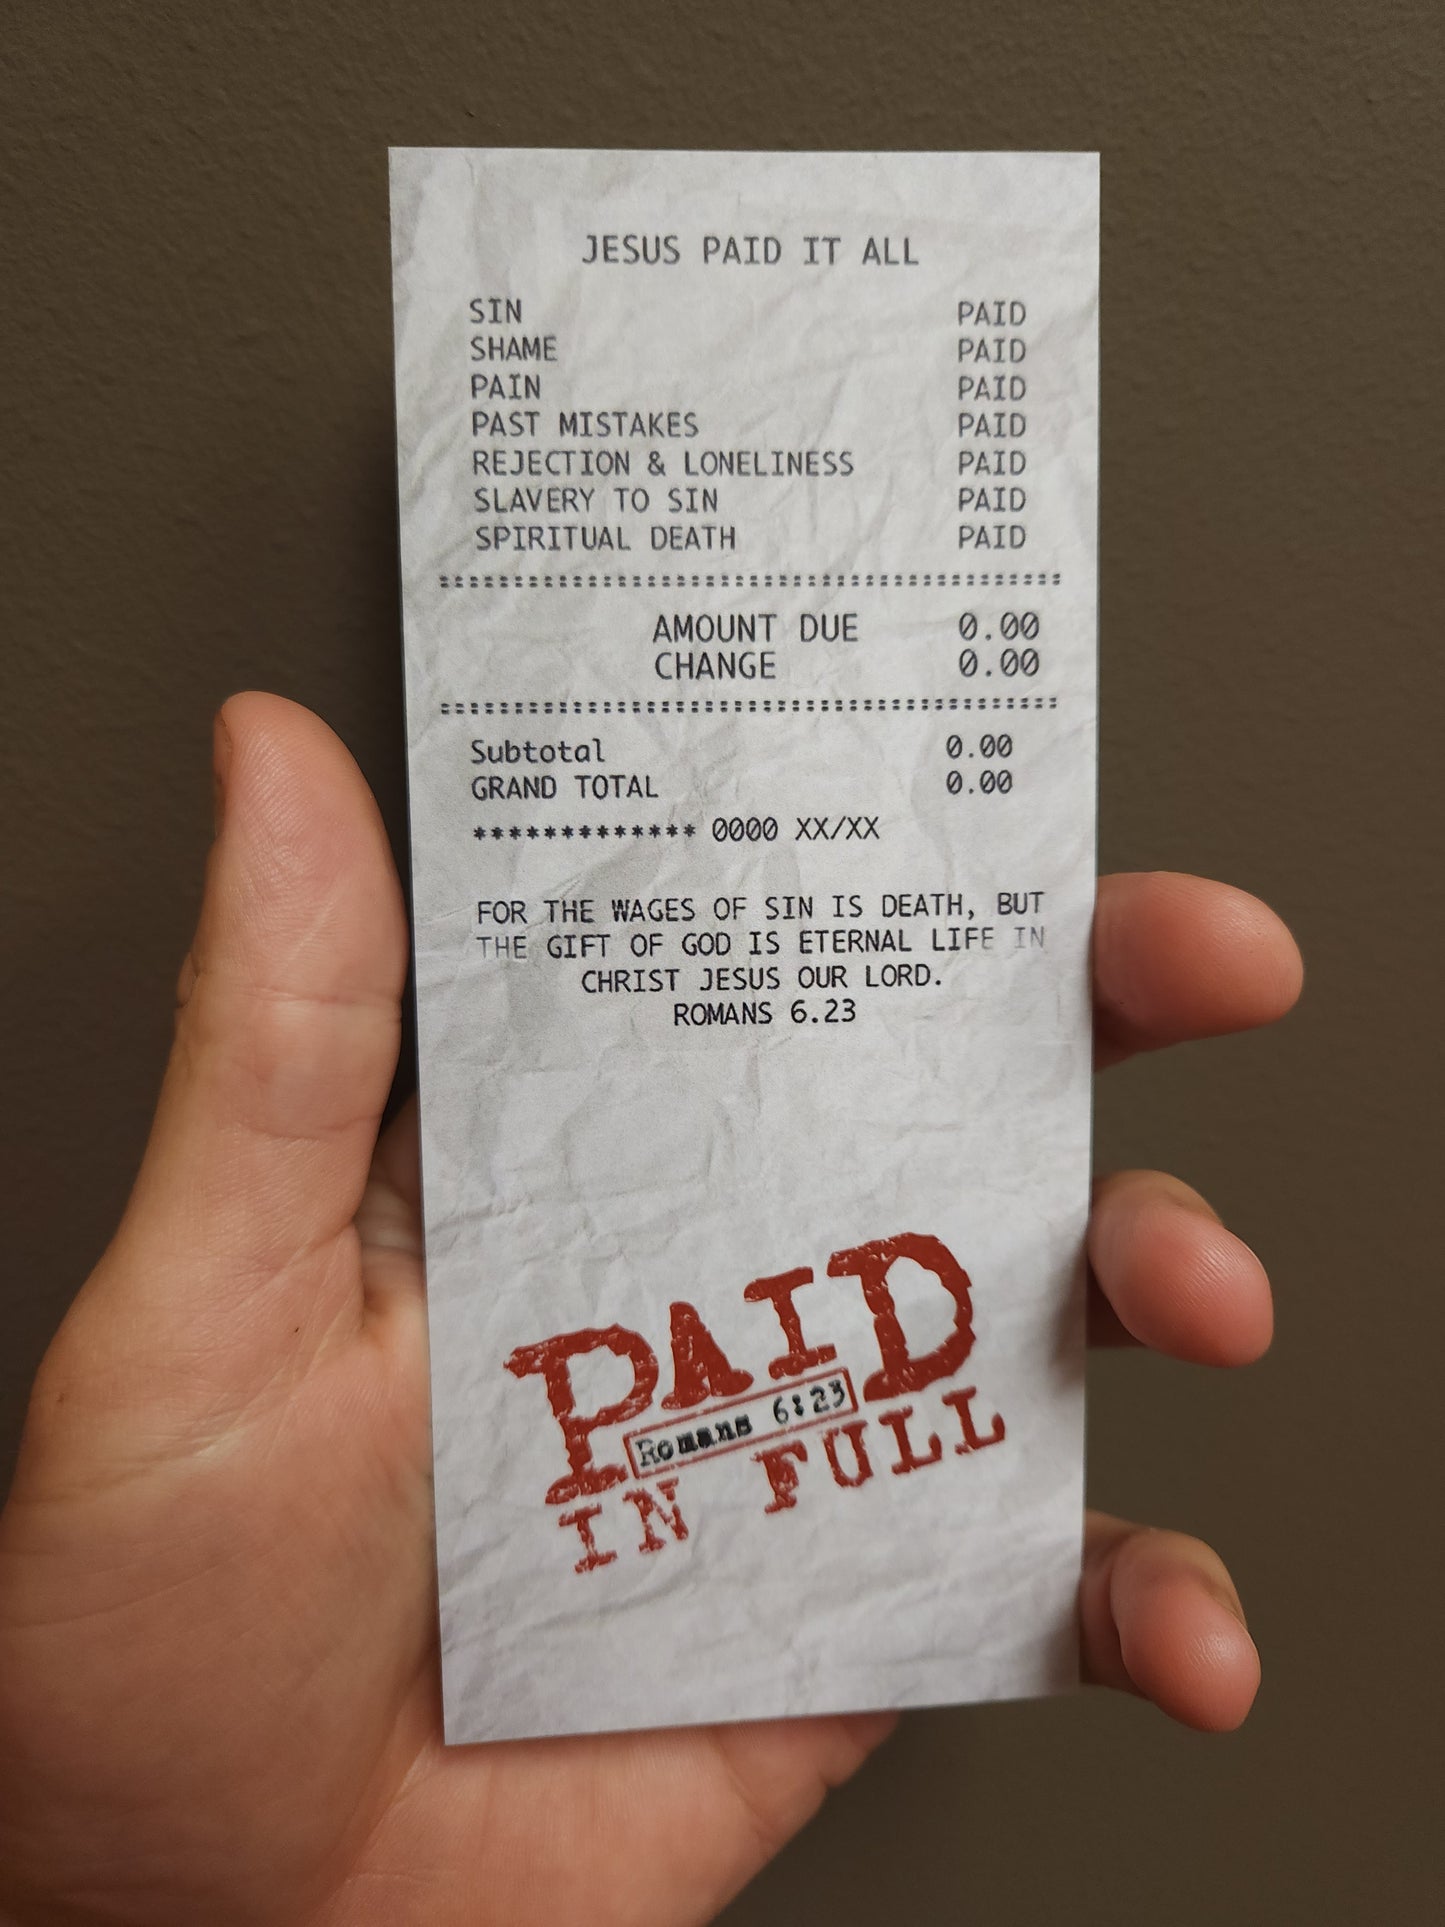 JESUS PAID IT ALL
SIN PAID
SHAME PAID
PAIN PAID
PAST MISTAKES PAID
REJECTION & LONELINESS PAID
SLAVERY TO SIN PAID
SPIRITUAL DEATH PAID
::::::::::::::::::::::::::::::::::::::::::
AMOUNT DUE 0.00
CHANGE 0.00
::::::::::::::::::::::::::::::::::::::::::
Subtotal 0.00
GRAND TOTAL 0.00
************* 0000 XX/XX
FOR THE WAGES OF SIN IS DEATH, BUT
THE GIFT OF GOD IS ETERNAL LIFE IN
CHRIST JESUS OUR LORD.
ROMANS 6.23
PAID
Romans 6:23
IN FULL